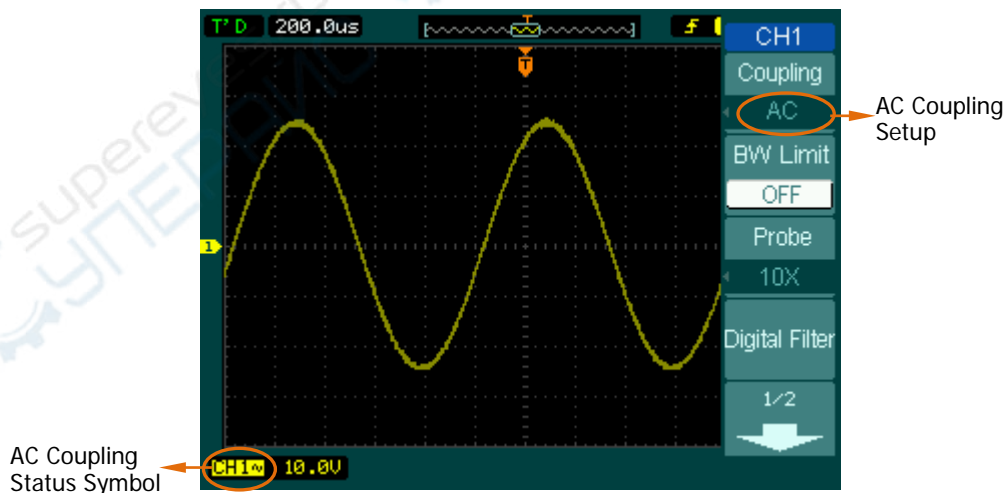 T'D 200.0us
T
T
CH1
Coupling
AC
BW Limit
OFF
Probe
10X
Digital Filter
1/2
AC Coupling
Setup
1
AC Coupling
Status Symbol
CH1~ 10.0V